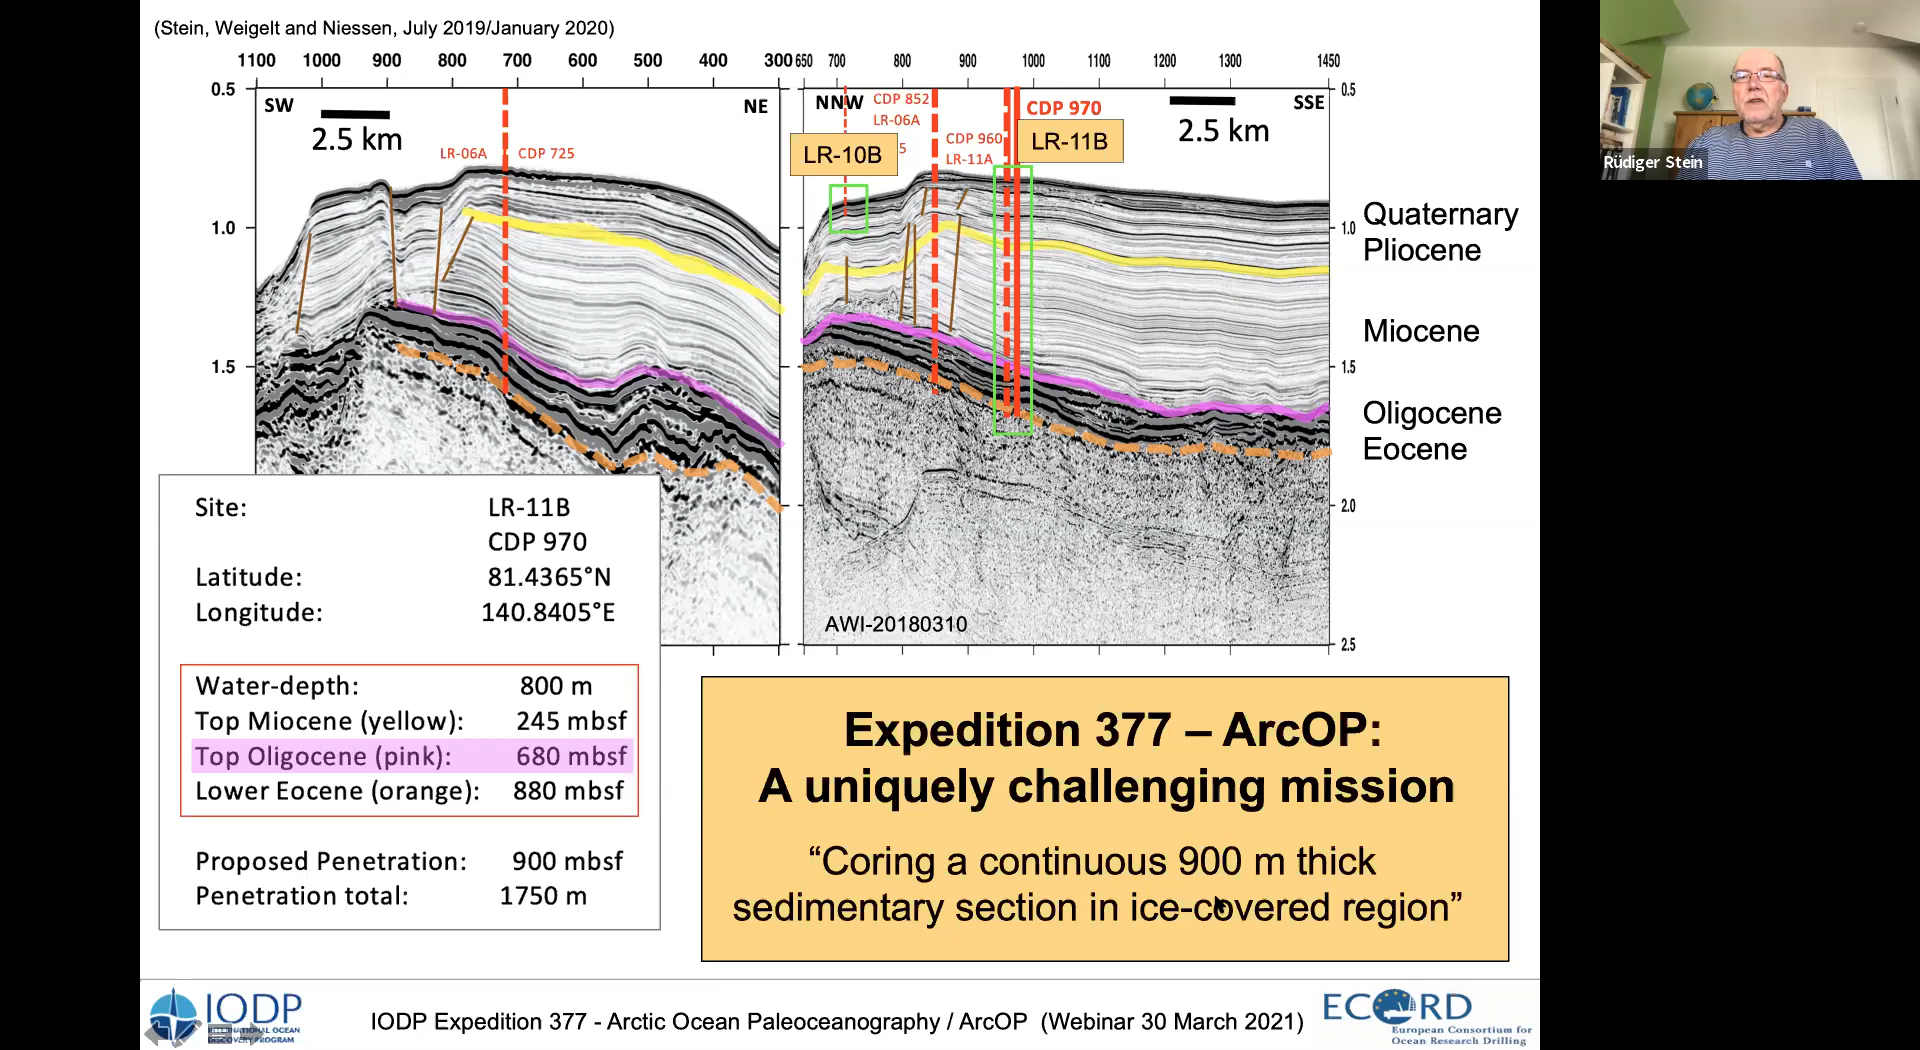 (Stein, Weigelt and Niessen, July 2019/January 2020)
1100 1000 900 800 700 600 500 400 300
650 700 800 900 1000 1100 1200 1300 1450
0.5
1.0
1.5
SW
NE
2.5 km
LR-06A
CDP 725
NNW
SSE
CDP 852
LR-06A
5
CDP 960
LR-11A
CDP 970
LR-10B
LR-11B
2.5 km
AWI-20180310
0.5
1.0
1.5
2.0
2.5
Quaternary
Pliocene
Miocene
Oligocene
Eocene
Site: LR-11B
CDP 970
Latitude: 81.4365°N
Longitude: 140.8405°E
Water-depth: 800 m
Top Miocene (yellow): 245 mbsf
Top Oligocene (pink): 680 mbsf
Lower Eocene (orange): 880 mbsf
Proposed Penetration: 900 mbsf
Penetration total: 1750 m
Expedition 377 – ArcOP:
A uniquely challenging mission
“Coring a continuous 900 m thick
sedimentary section in ice-covered region”
IODP
INTERNATIONAL OCEAN
DISCOVERY PROGRAM
IODP Expedition 377 - Arctic Ocean Paleoceanography / ArcOP (Webinar 30 March 2021)
ECORD
European Consortium for
Ocean Research Drilling
Rüdiger Stein